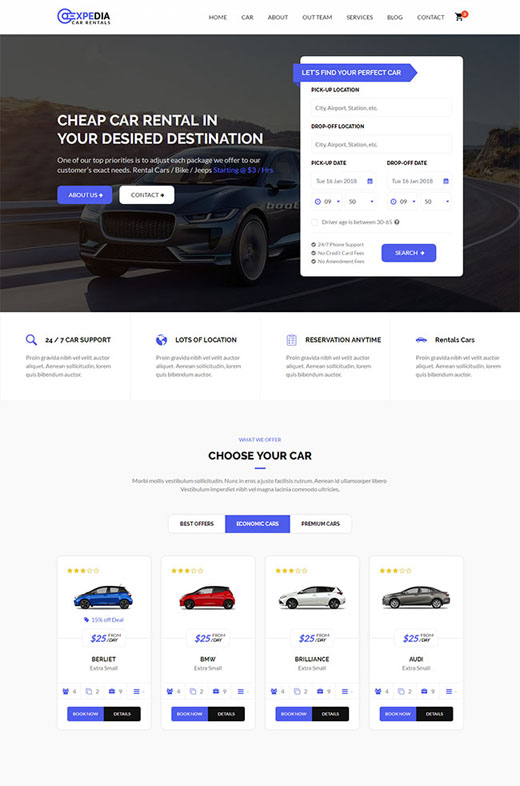 EXPEDIA
CAR RENTALS
HOME CAR ABOUT OUT TEAM SERVICES BLOG CONTACT
LET'S FIND YOUR PERFECT CAR
CHEAP CAR RENTAL IN
YOUR DESIRED DESTINATION
One of our top priorities is to adjust each package we offer to our
customer's exact needs. Rental Cars / Bike / Jeeps Starting @ $3 / Hrs
ABOUT US
CONTACT
PICK-UP LOCATION
City, Airport, Station, etc.
DROP-OFF LOCATION
City, Airport, Station, etc.
PICK-UP DATE DROP-OFF DATE
Tue 16 Jan 2018 Tue 16 Jan 2018
09 50 09 50
Driver age is between 30-65
24/7 Phone Support
No Credit Card Fees
No Amendment Fees
SEARCH
24 / 7 CAR SUPPORT
Proin gravida nibh vel velit auctor
aliquet. Aenean sollicitudin, lorem
quis bibendum auctor.
LOTS OF LOCATION
Proin gravida nibh vel velit auctor
aliquet. Aenean sollicitudin, lorem
quis bibendum auctor.
RESERVATION ANYTIME
Proin gravida nibh vel velit auctor
aliquet. Aenean sollicitudin, lorem
quis bibendum auctor.
Rentals Cars
Proin gravida nibh vel velit auctor
aliquet. Aenean sollicitudin, lorem
quis bibendum auctor.
WHAT WE OFFER
CHOOSE YOUR CAR
Morbi mollis vestibulum sollicitudin. Nunc in eros a justo facilisis rutrum. Aenean id ullamcorper libero
Vestibulum imperdiet nibh vel magna lacinia commodo ultricies,
BEST OFFERS ECONOMIC CARS PREMIUM CARS
15% off Deal
$25 FROM /DAY
BERLIET
Extra Small
4 2 9 -
BOOK NOW DETAILS
$25 FROM /DAY
BMW
Extra Small
4 2 9 -
BOOK NOW DETAILS
$25 FROM /DAY
BRILLIANCE
Extra Small
4 2 9 -
BOOK NOW DETAILS
$25 FROM /DAY
AUDI
Extra Small
4 2 9 -
BOOK NOW DETAILS